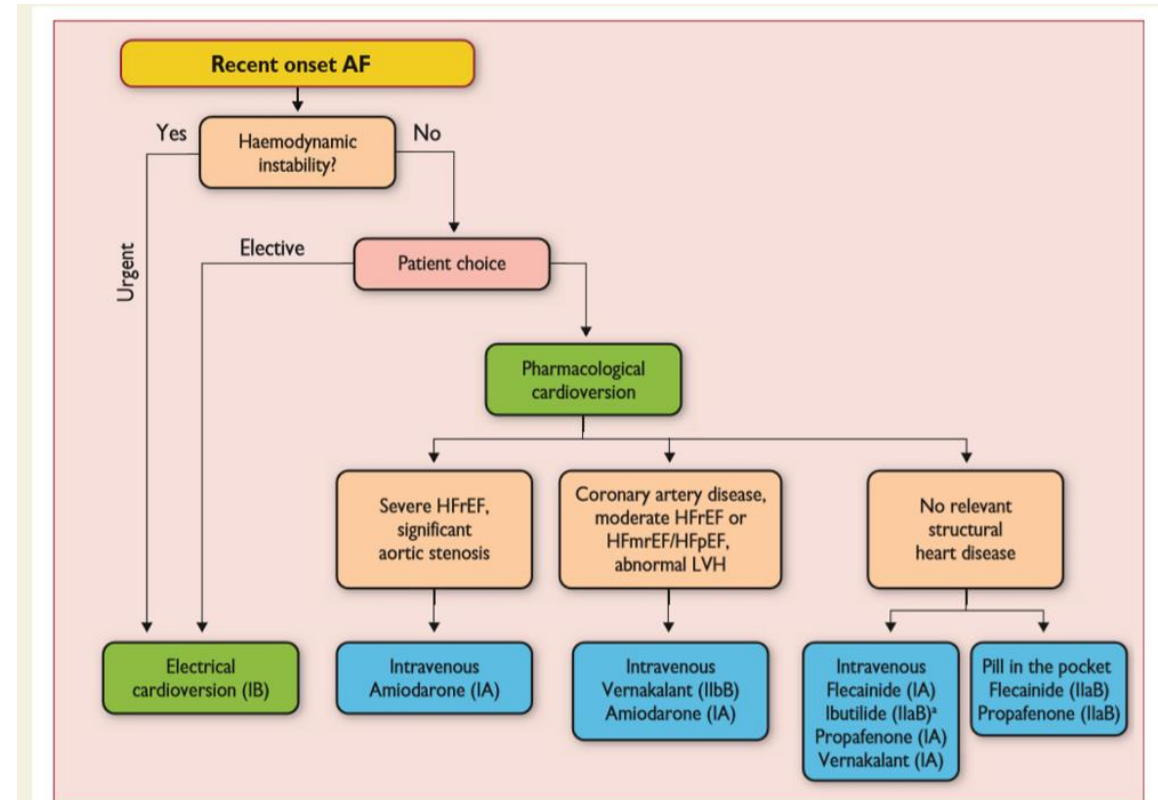 Recent onset AF
Yes
Haemodynamic
instability?
No
Urgent
Elective
Patient choice
Pharmacological
cardioversion
Severe HFrEF,
significant
aortic stenosis
Coronary artery disease,
moderate HFrEF or
HFmrEF/HFpEF,
abnormal LVH
No relevant
structural
heart disease
Electrical
cardioversion (IB)
Intravenous
Amiodarone (IA)
Intravenous
Vernakalant (IIbB)
Amiodarone (IA)
Intravenous
Flecainide (IA)
Ibutilide (IIaB)ª
Propafenone (IA)
Vernakalant (IA)
Pill in the pocket
Flecainide (IIaB)
Propafenone (IIaB)